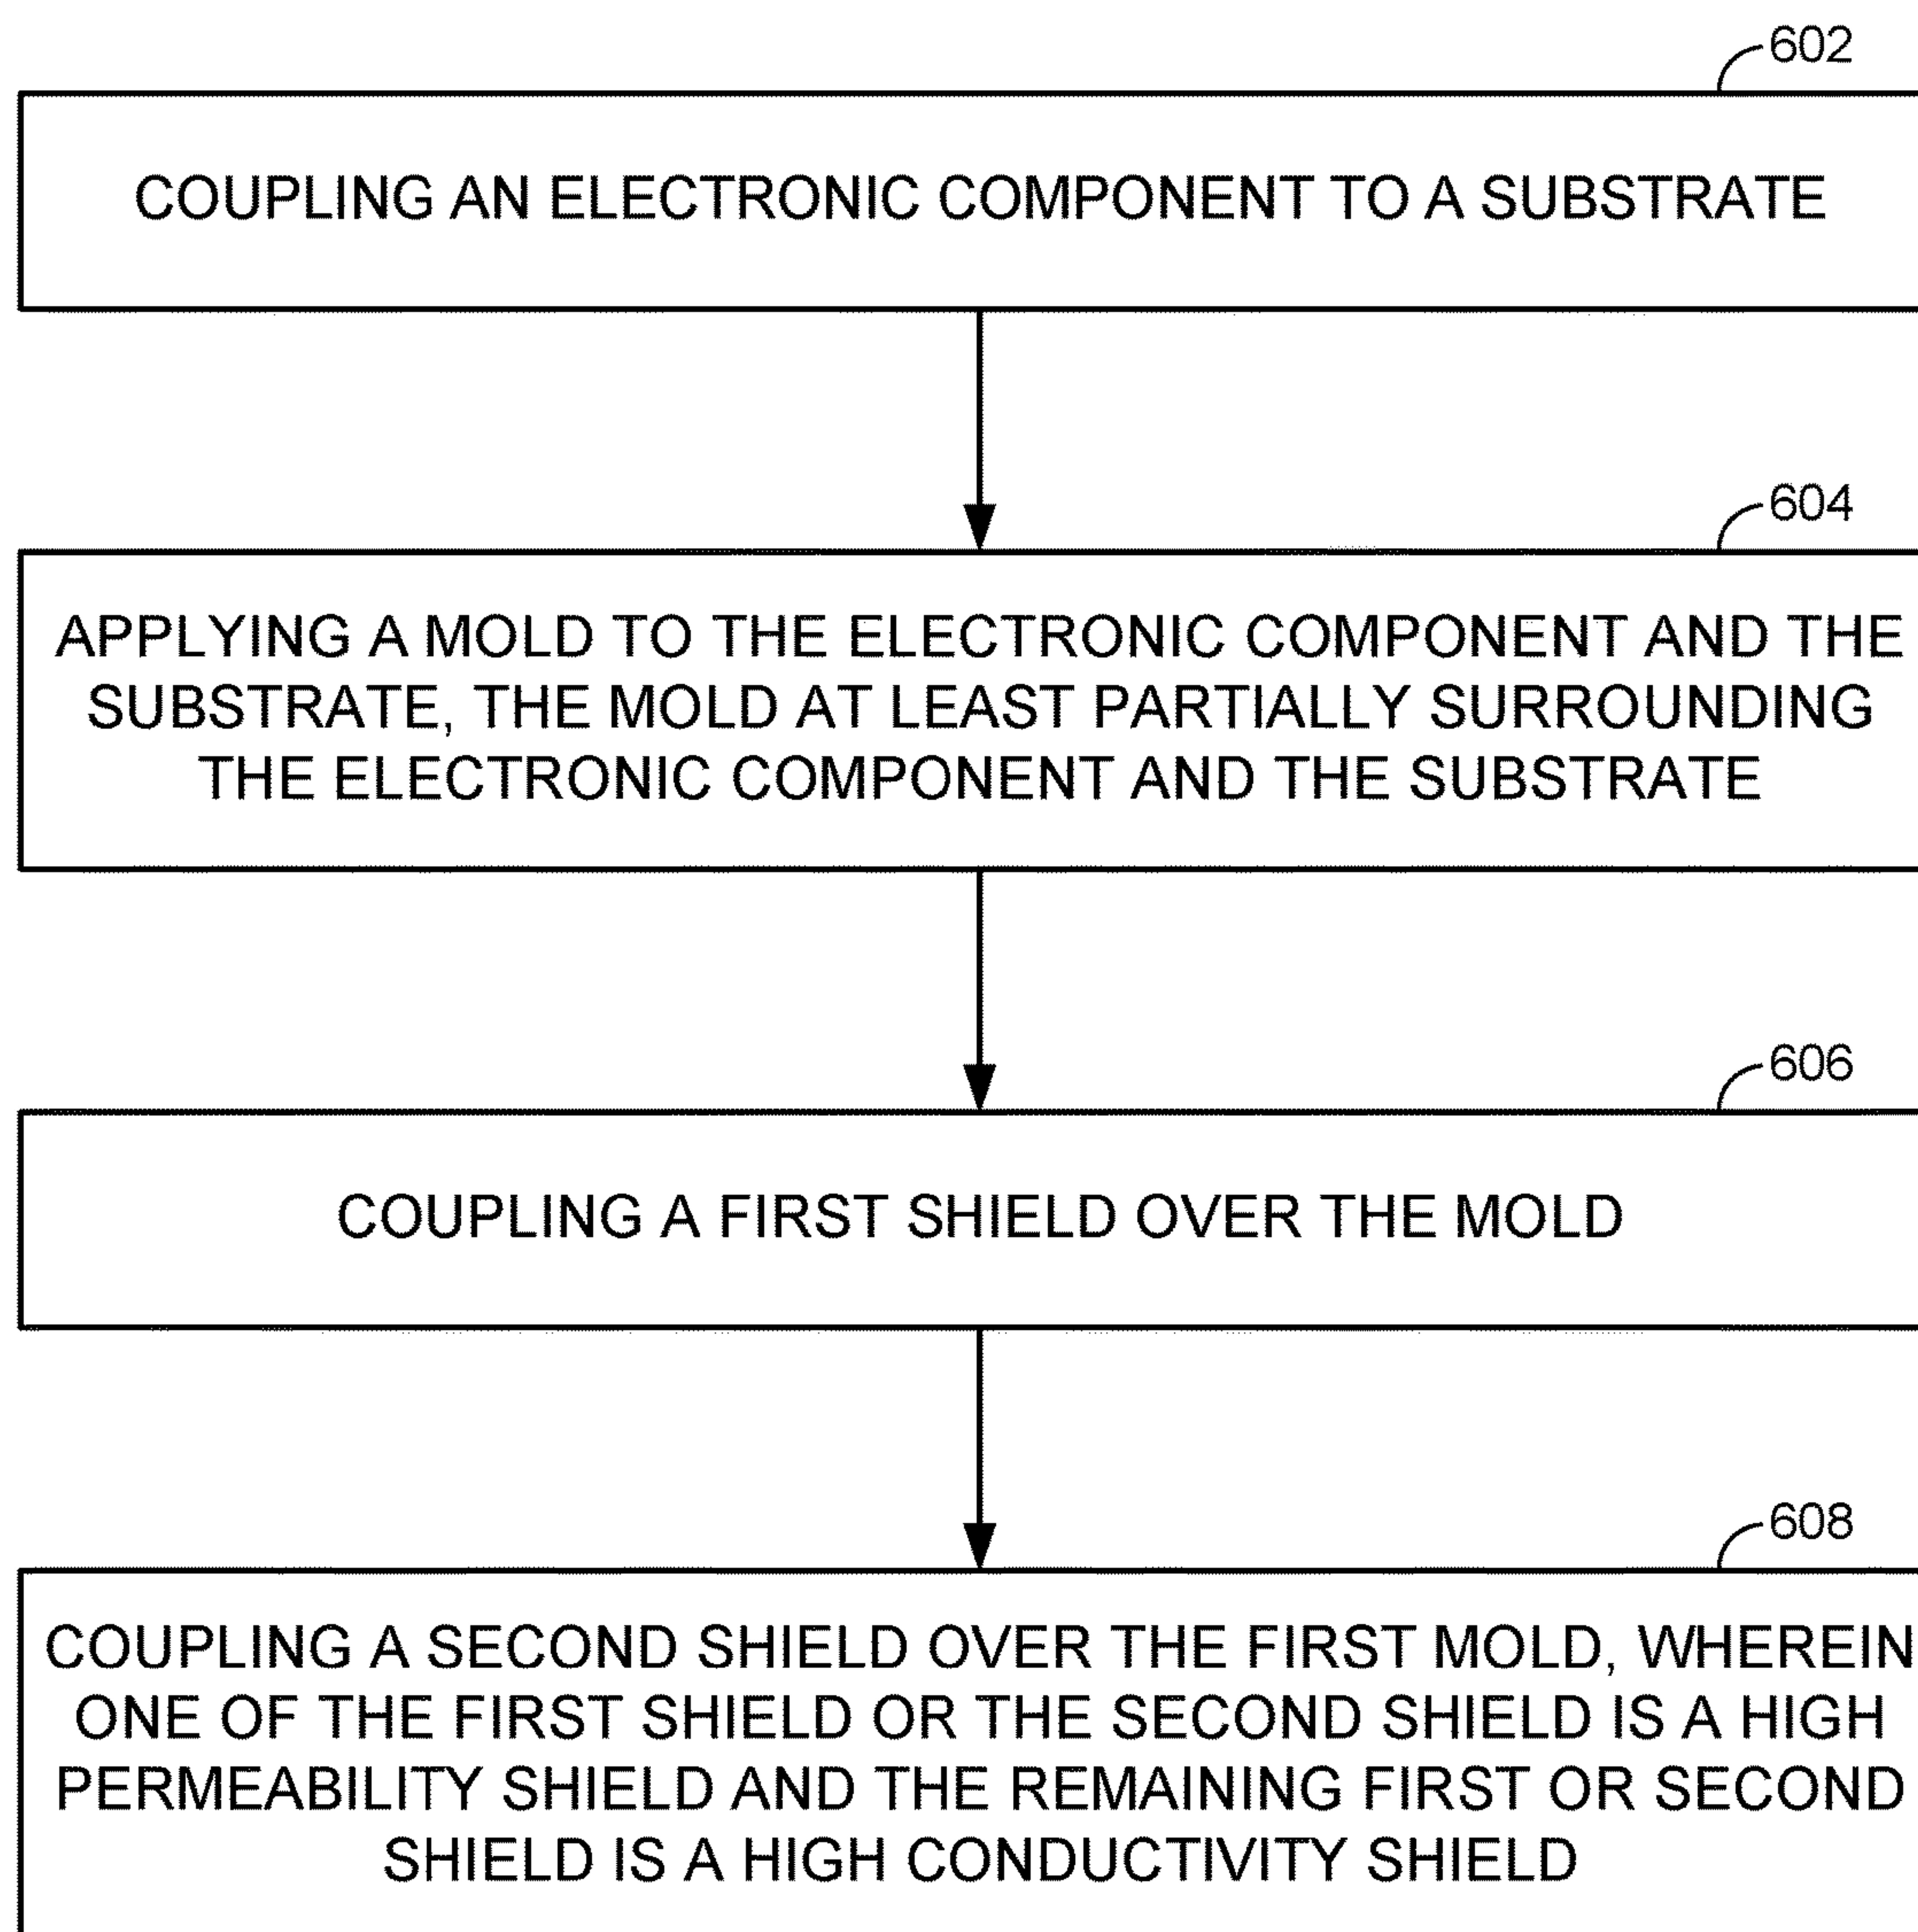 602
COUPLING AN ELECTRONIC COMPONENT TO A SUBSTRATE
604
APPLYING A MOLD TO THE ELECTRONIC COMPONENT AND THE
SUBSTRATE, THE MOLD AT LEAST PARTIALLY SURROUNDING
THE ELECTRONIC COMPONENT AND THE SUBSTRATE
606
COUPLING A FIRST SHIELD OVER THE MOLD
608
COUPLING A SECOND SHIELD OVER THE FIRST MOLD, WHEREIN
ONE OF THE FIRST SHIELD OR THE SECOND SHIELD IS A HIGH
PERMEABILITY SHIELD AND THE REMAINING FIRST OR SECOND
SHIELD IS A HIGH CONDUCTIVITY SHIELD